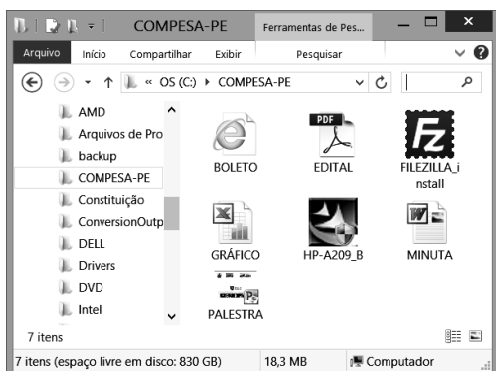 COMPESA-PE
Ferramentas de Pes...
Arquivo Início Compartilhar Exibir Pesquisar
« OS (C:) COMPESA-PE
AMD
Arquivos de Pro
backup
COMPESA-PE
Constituição
ConversionOutp
DELL
Drivers
DVD
Intel
BOLETO
PDF
EDITAL
Fz
FILEZILLA_i
nstall
GRÁFICO
HP-A209_B
MINUTA
PALESTRA
7 itens
7 itens (espaço livre em disco: 830 GB) 18,3 MB Computador